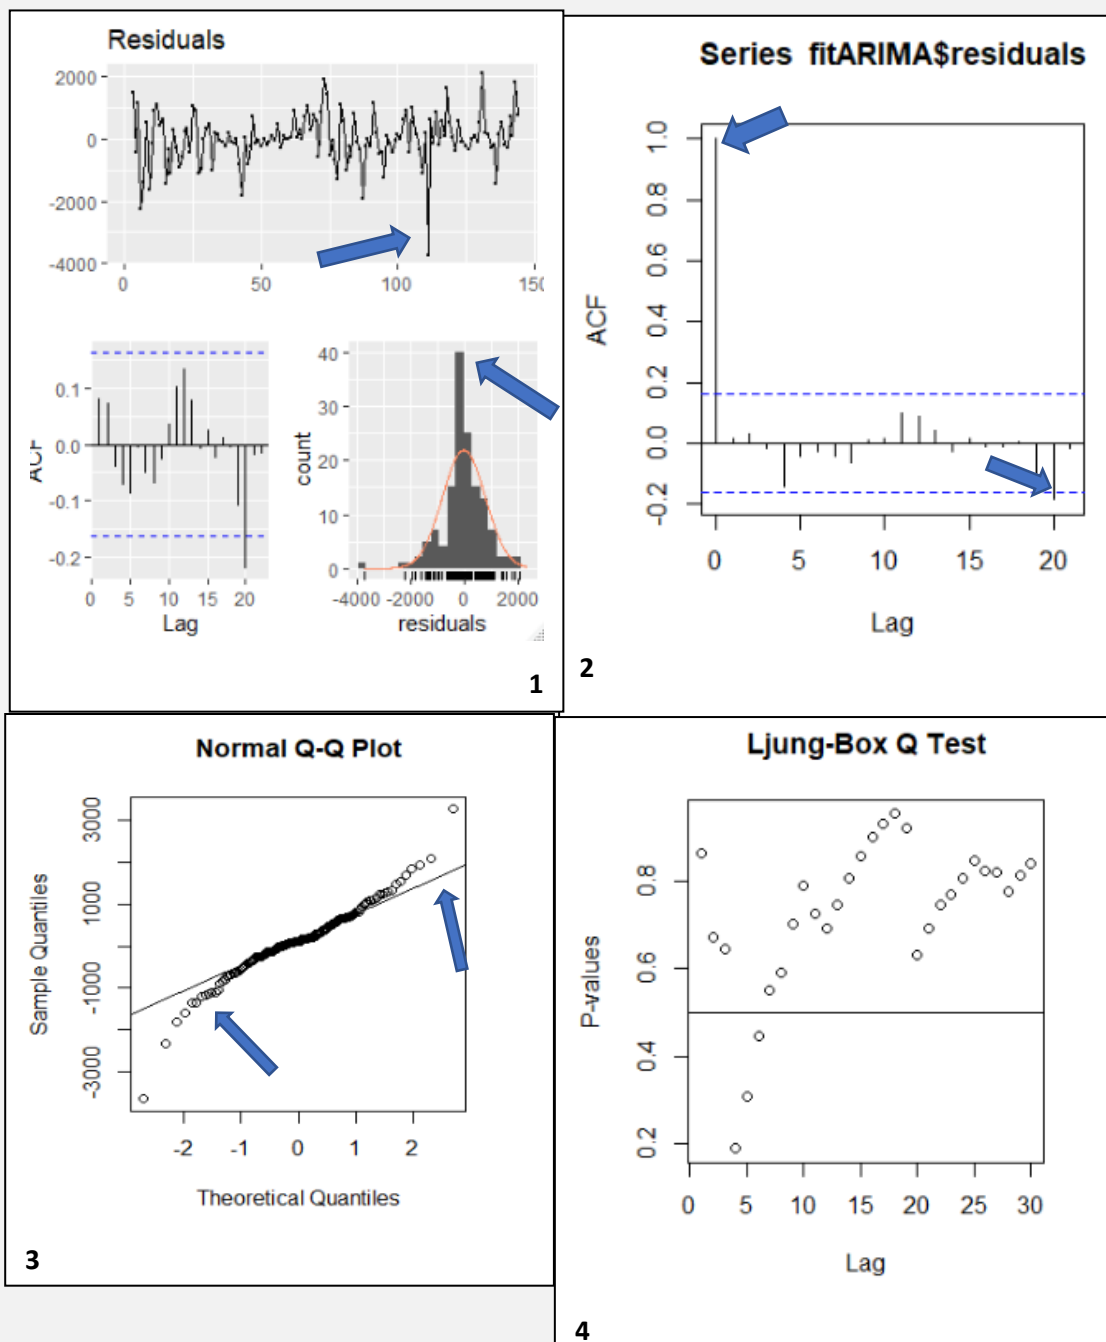 Residuals
2000
0
-2000
-4000
0 50 100 150
0.1
0.0
-0.1
-0.2
ACF
0 5 10 15 20
Lag
40
30
20
10
0
count
-4000 -2000 0 2000
residuals
1
Series fitARIMA$residuals
1.0
0.8
0.6
0.4
0.2
0.0
-0.2
ACF
0 5 10 15 20
Lag
2
Normal Q-Q Plot
3000
1000
-1000
-3000
Sample Quantiles
-2 -1 0 1 2
Theoretical Quantiles
3
Ljung-Box Q Test
0.8
0.6
0.4
0.2
P-values
0 5 10 15 20 25 30
Lag
4